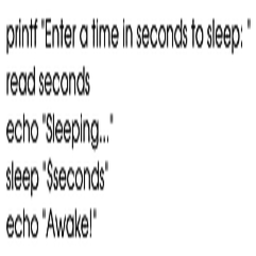 printf "Enter a time in seconds to sleep: "
read seconds
echo "Sleeping..."
sleep "$seconds"
echo "Awake!"